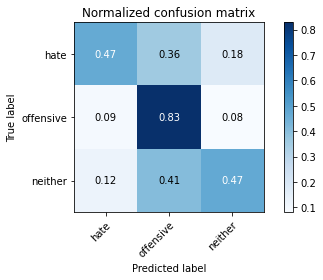 Normalized confusion matrix
True label
hate
offensive
neither
0.47 0.36 0.18
0.09 0.83 0.08
0.12 0.41 0.47
hate
offensive
neither
Predicted label
0.8
0.7
0.6
0.5
0.4
0.3
0.2
0.1